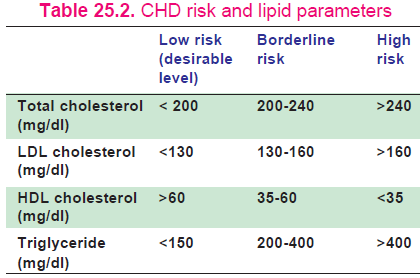 Table 25.2. CHD risk and lipid parameters
Low risk Borderline High
(desirable risk risk
level)
Total cholesterol < 200 200-240 >240
(mg/dl)
LDL cholesterol <130 130-160 >160
(mg/dl)
HDL cholesterol >60 35-60 <35
(mg/dl)
Triglyceride <150 200-400 >400
(mg/dl)